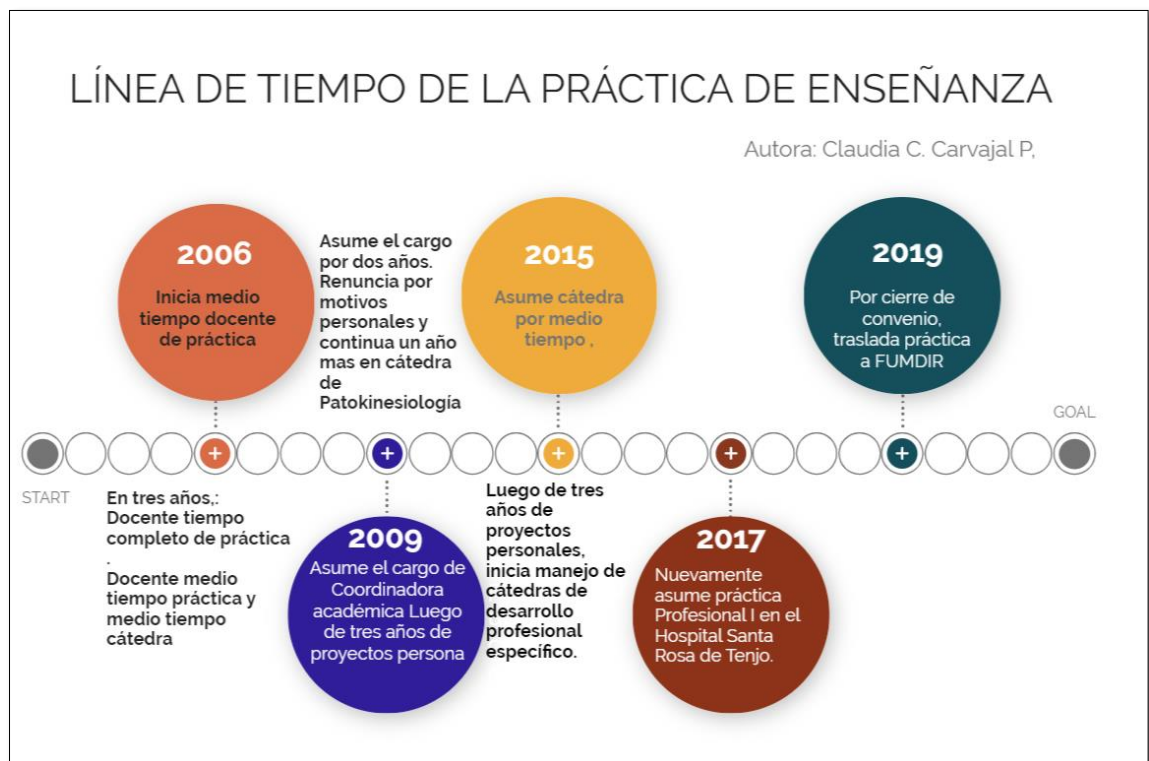 LÍNEA DE TIEMPO DE LA PRÁCTICA DE ENSEÑANZA
Autora: Claudia C. Carvajal P,
2006
Inicia medio
tiempo docente
de práctica
Asume el cargo
por dos años.
Renuncia por
motivos
personales y
continua un año
mas en cátedra
de
Patokinesiología
2015
Asume cátedra
por medio
tiempo ,
2019
Por cierre de
convenio,
traslada práctica
a FUMDIR
GOAL
START
En tres años,:
Docente tiempo
completo de práctica
.
Docente medio
tiempo práctica y
medio tiempo
cátedra
2009
Asume el cargo de
Coordinadora
académica Luego
de tres años de
proyectos persona
Luego de tres
años de
proyectos
personales,
inicia manejo de
cátedras de
desarrollo
profesional
específico.
2017
Nuevamente
asume práctica
Profesional I en el
Hospital Santa
Rosa de Tenjo.